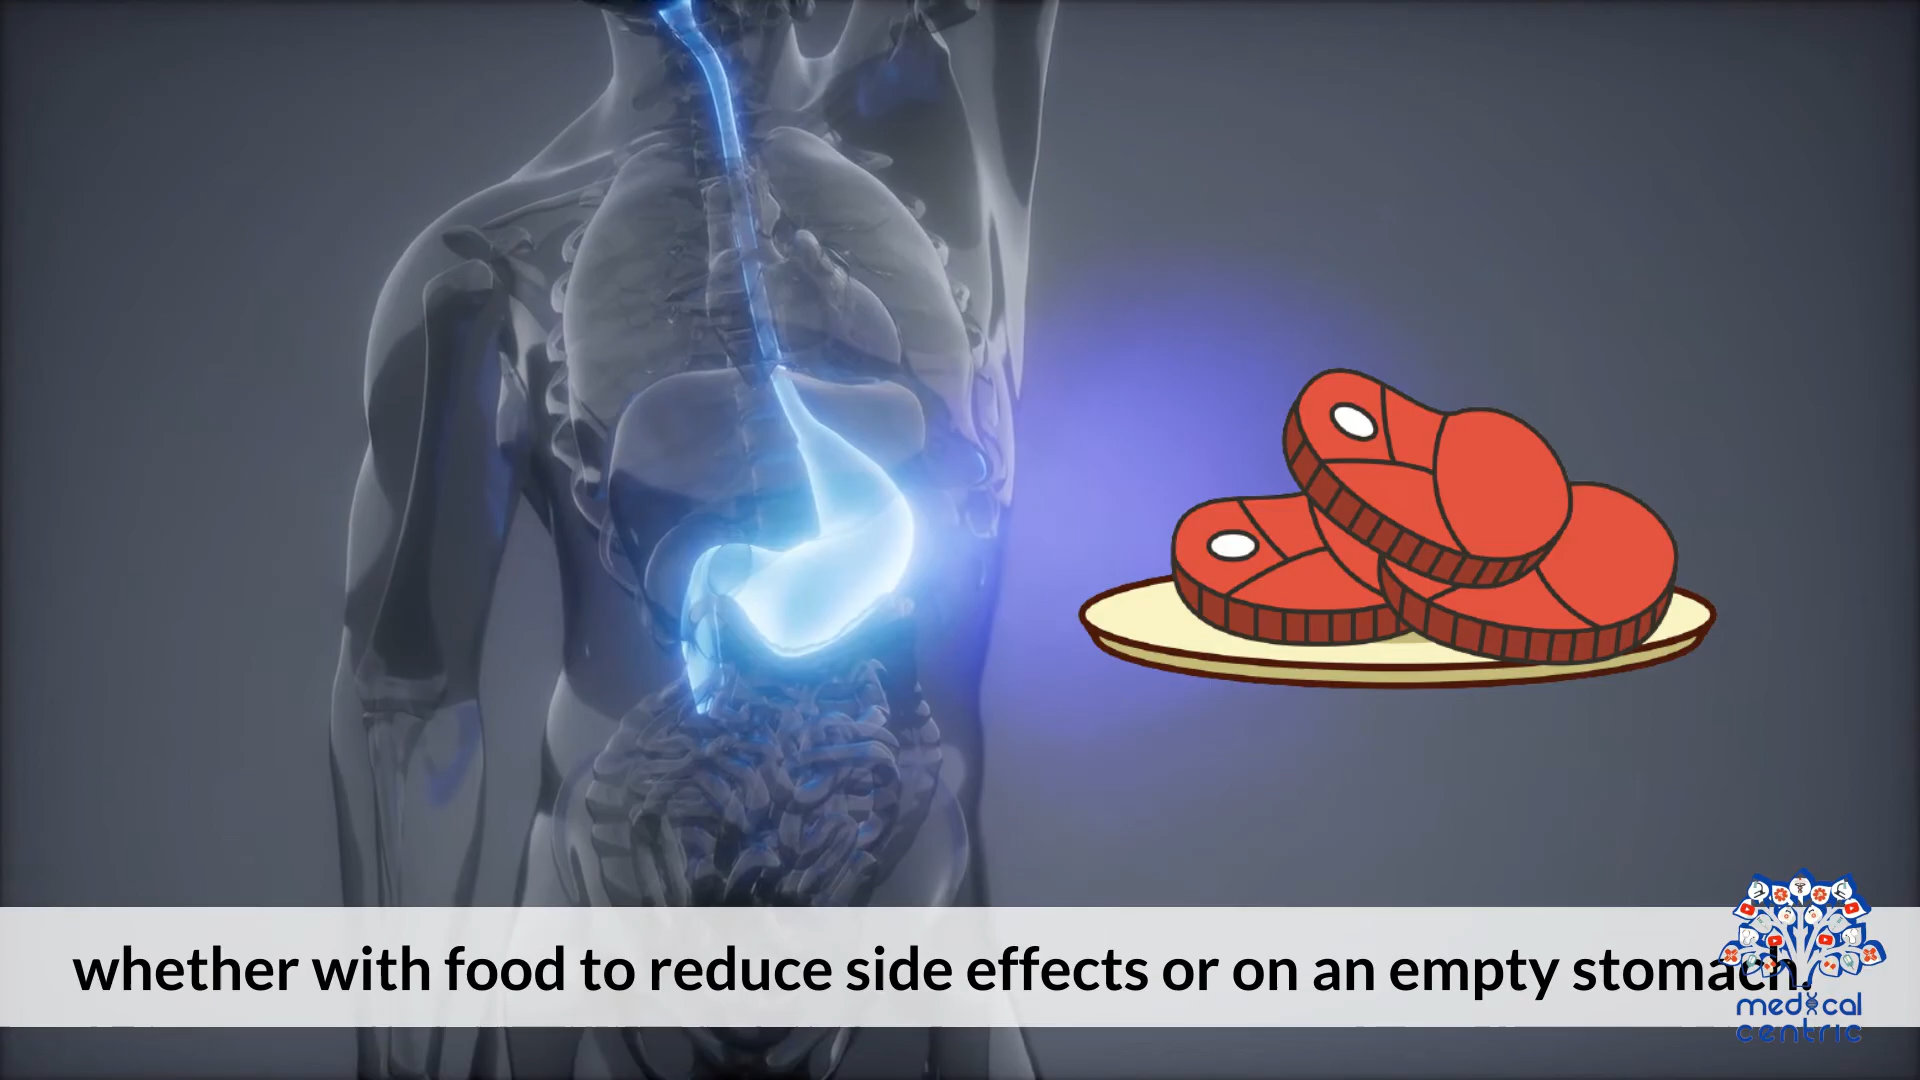 whether with food to reduce side effects or on an empty stomach.
medical
centric